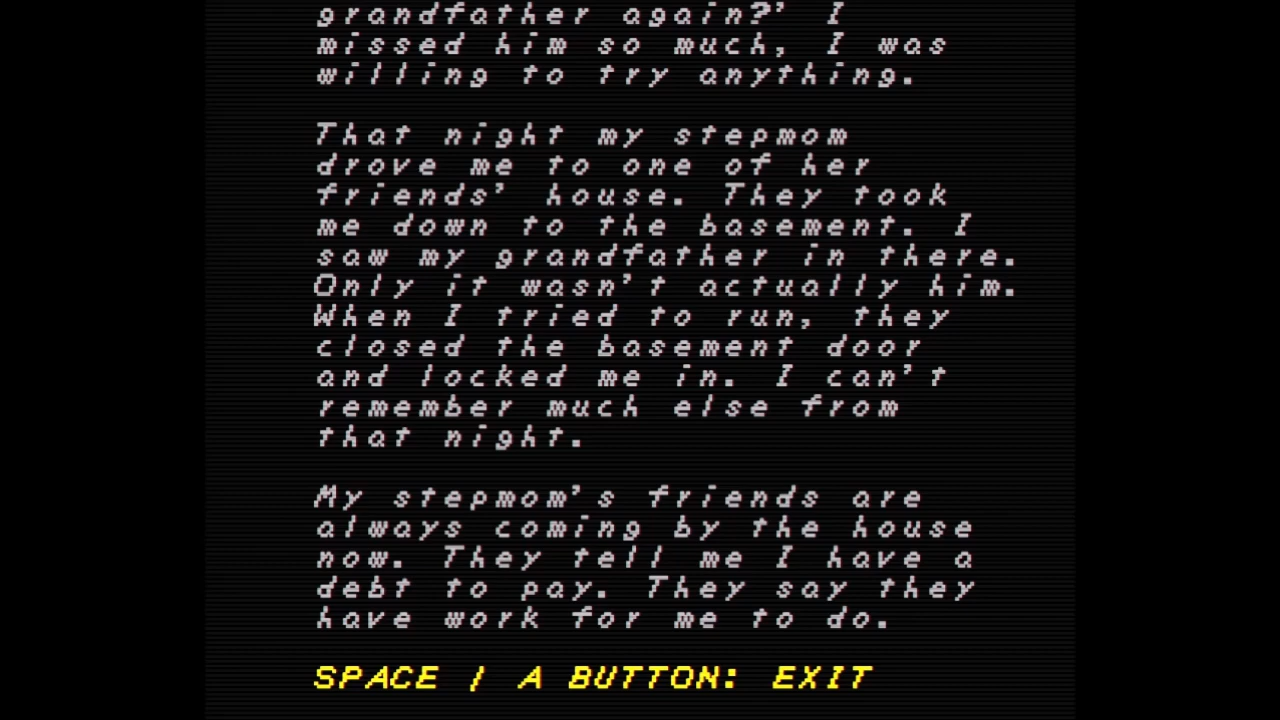 grandfather again?' I
missed him so much, I was
willing to try anything.
That night my stepmom
drove me to one of her
friends' house. They took
me down to the basement. I
saw my grandfather in there.
Only it wasn't actually him.
When I tried to run, they
closed the basement door
and locked me in. I can't
remember much else from
that night.
My stepmom's friends are
always coming by the house
now. They tell me I have a
debt to pay. They say they
have work for me to do.
SPACE / A BUTTON: EXIT